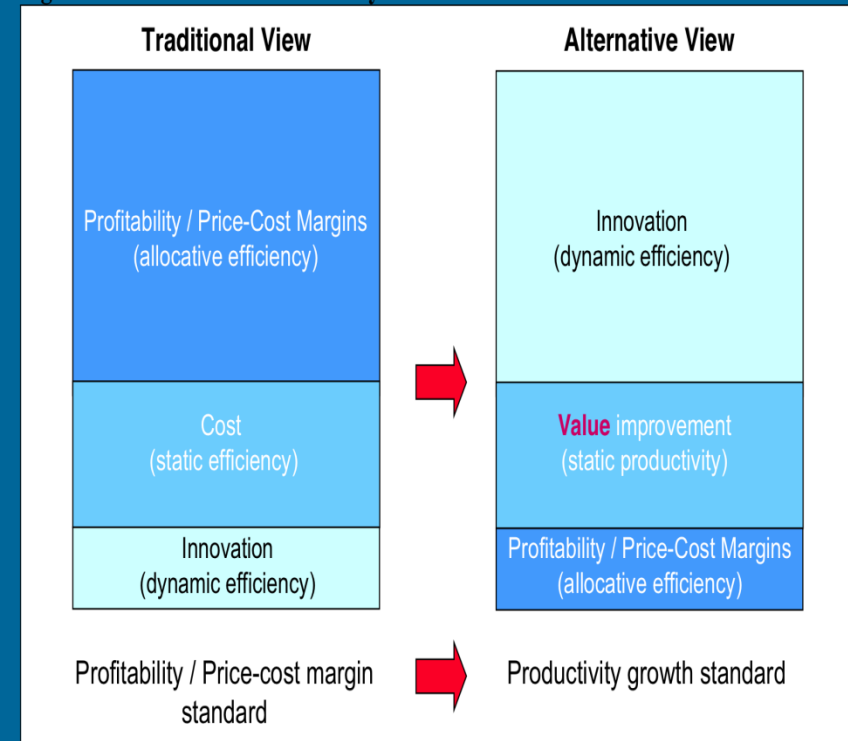 Traditional View
Profitability / Price-Cost Margins
(allocative efficiency)
Cost
(static efficiency)
Innovation
(dynamic efficiency)
Profitability / Price-cost margin
standard
Alternative View
Innovation
(dynamic efficiency)
Value improvement
(static productivity)
Profitability / Price-Cost Margins
(allocative efficiency)
Productivity growth standard